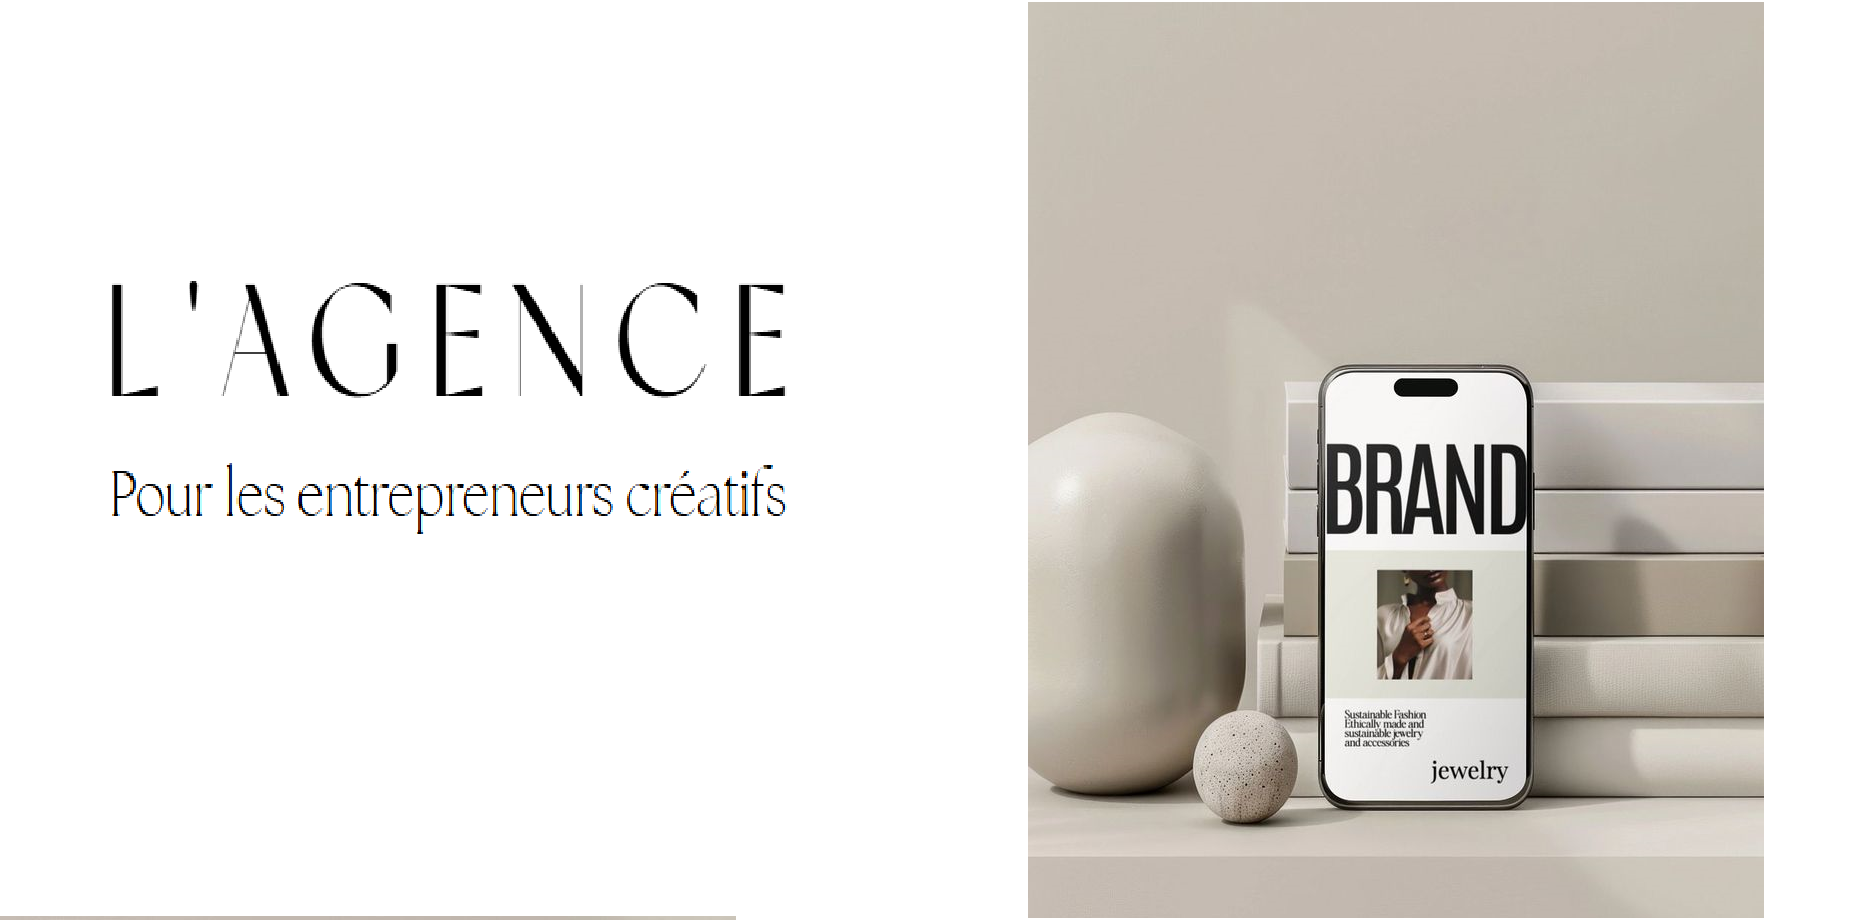 L'AGENCE
Pour les entrepreneurs créatifs
BRAND
Sustainable Fashion
Ethically made and
sustainable jewelry
and accessories
jewelry